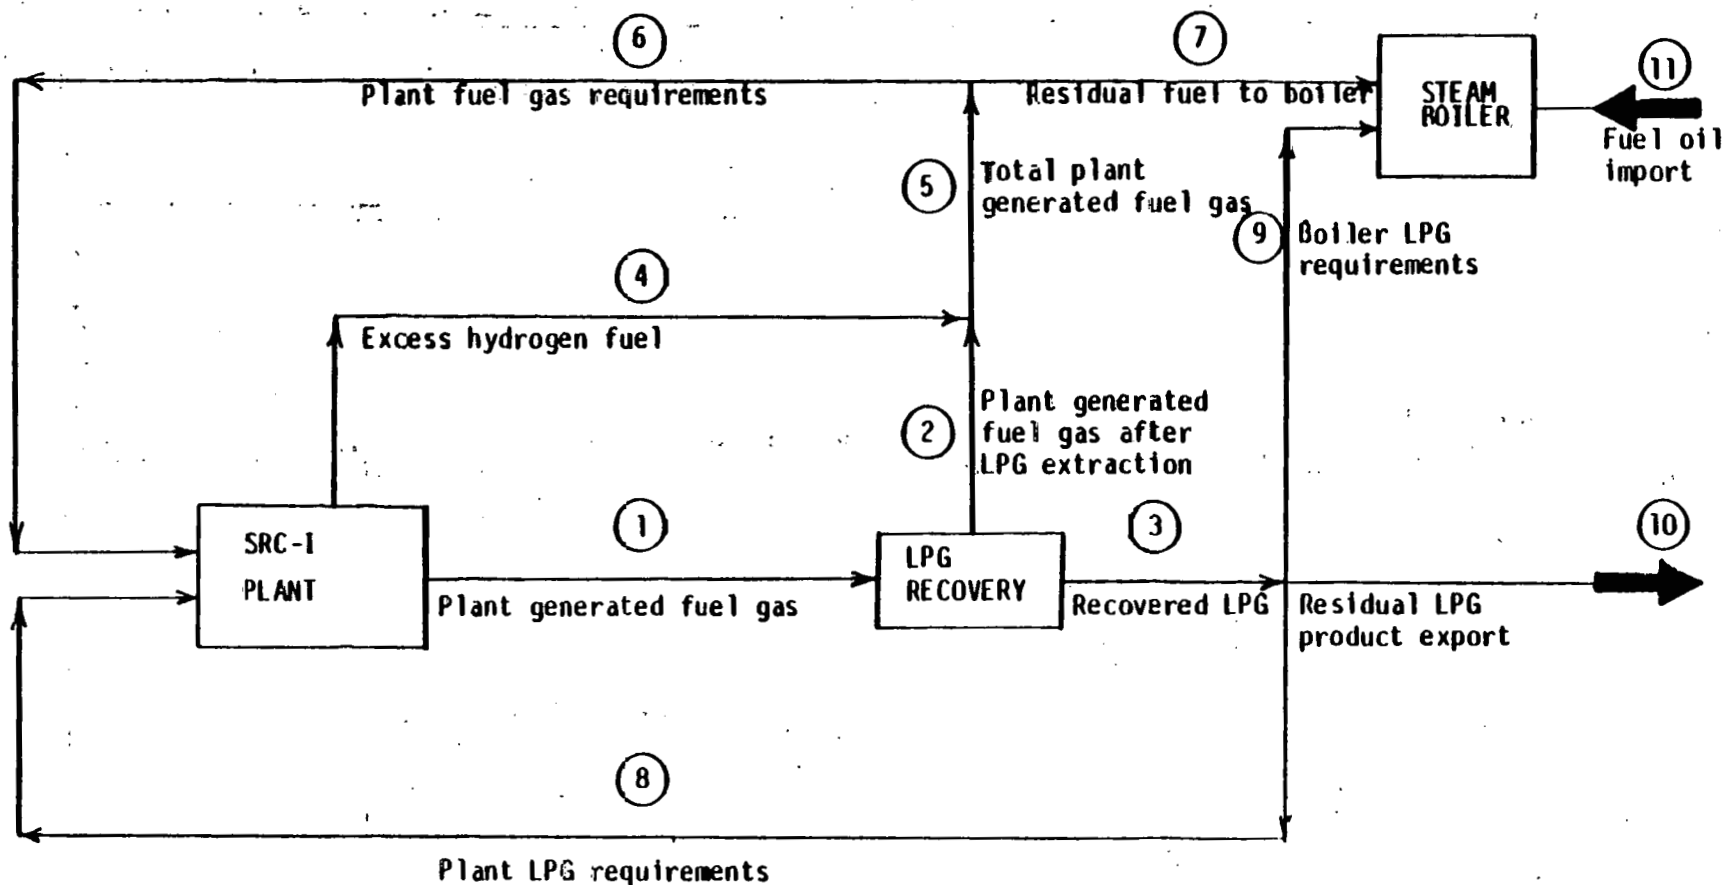 6
7
11
Plant fuel gas requirements
Residual fuel to boiler
STEAM
BOILER
Fuel oil
import
5
Total plant
generated fuel gas
9
Boiler LPG
requirements
4
Excess hydrogen fuel
2
Plant generated
fuel gas after
LPG extraction
SRC-I
PLANT
1
Plant generated fuel gas
LPG
RECOVERY
3
Recovered LPG
10
Residual LPG
product export
8
Plant LPG requirements